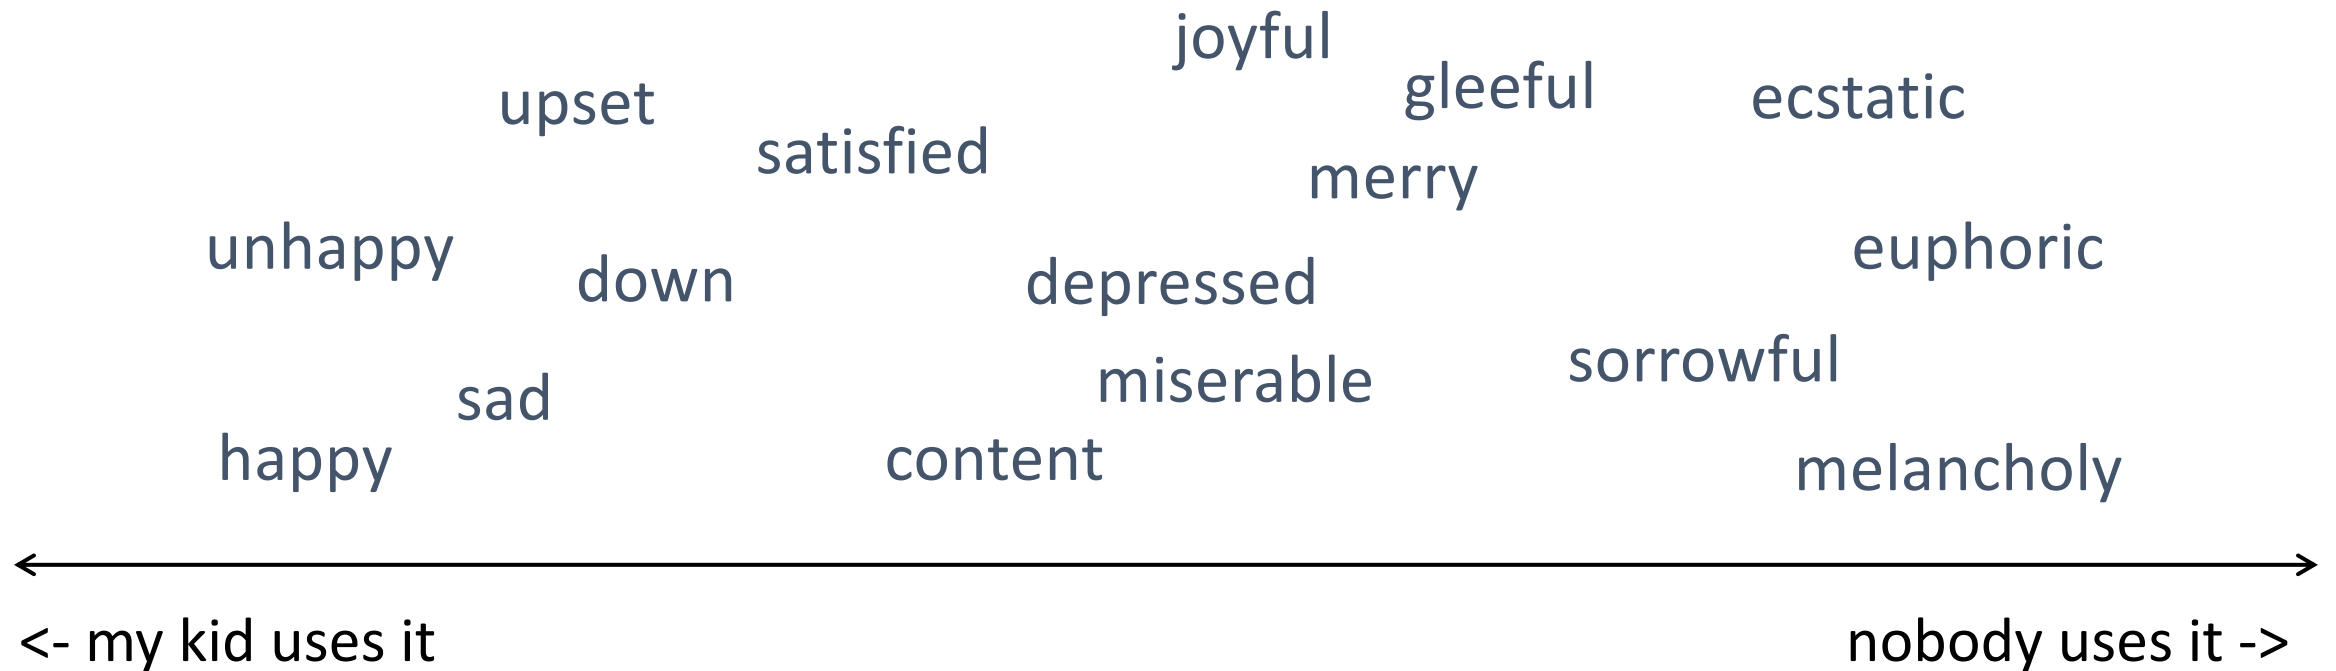 joyful
gleeful
ecstatic
upset
satisfied
merry
unhappy
euphoric
down
depressed
sorrowful
miserable
sad
happy
content
melancholy
<- my kid uses it
nobody uses it ->